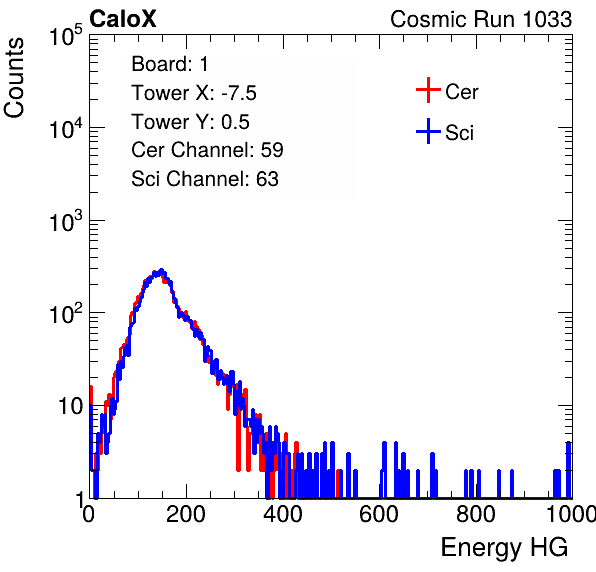 CaloX
Cosmic Run 1033
Counts
Board: 1
Tower X: -7.5
Tower Y: 0.5
Cer Channel: 59
Sci Channel: 63
Cer
Sci
10^5
10^4
10^3
10^2
10
1
0 200 400 600 800 1000
Energy HG